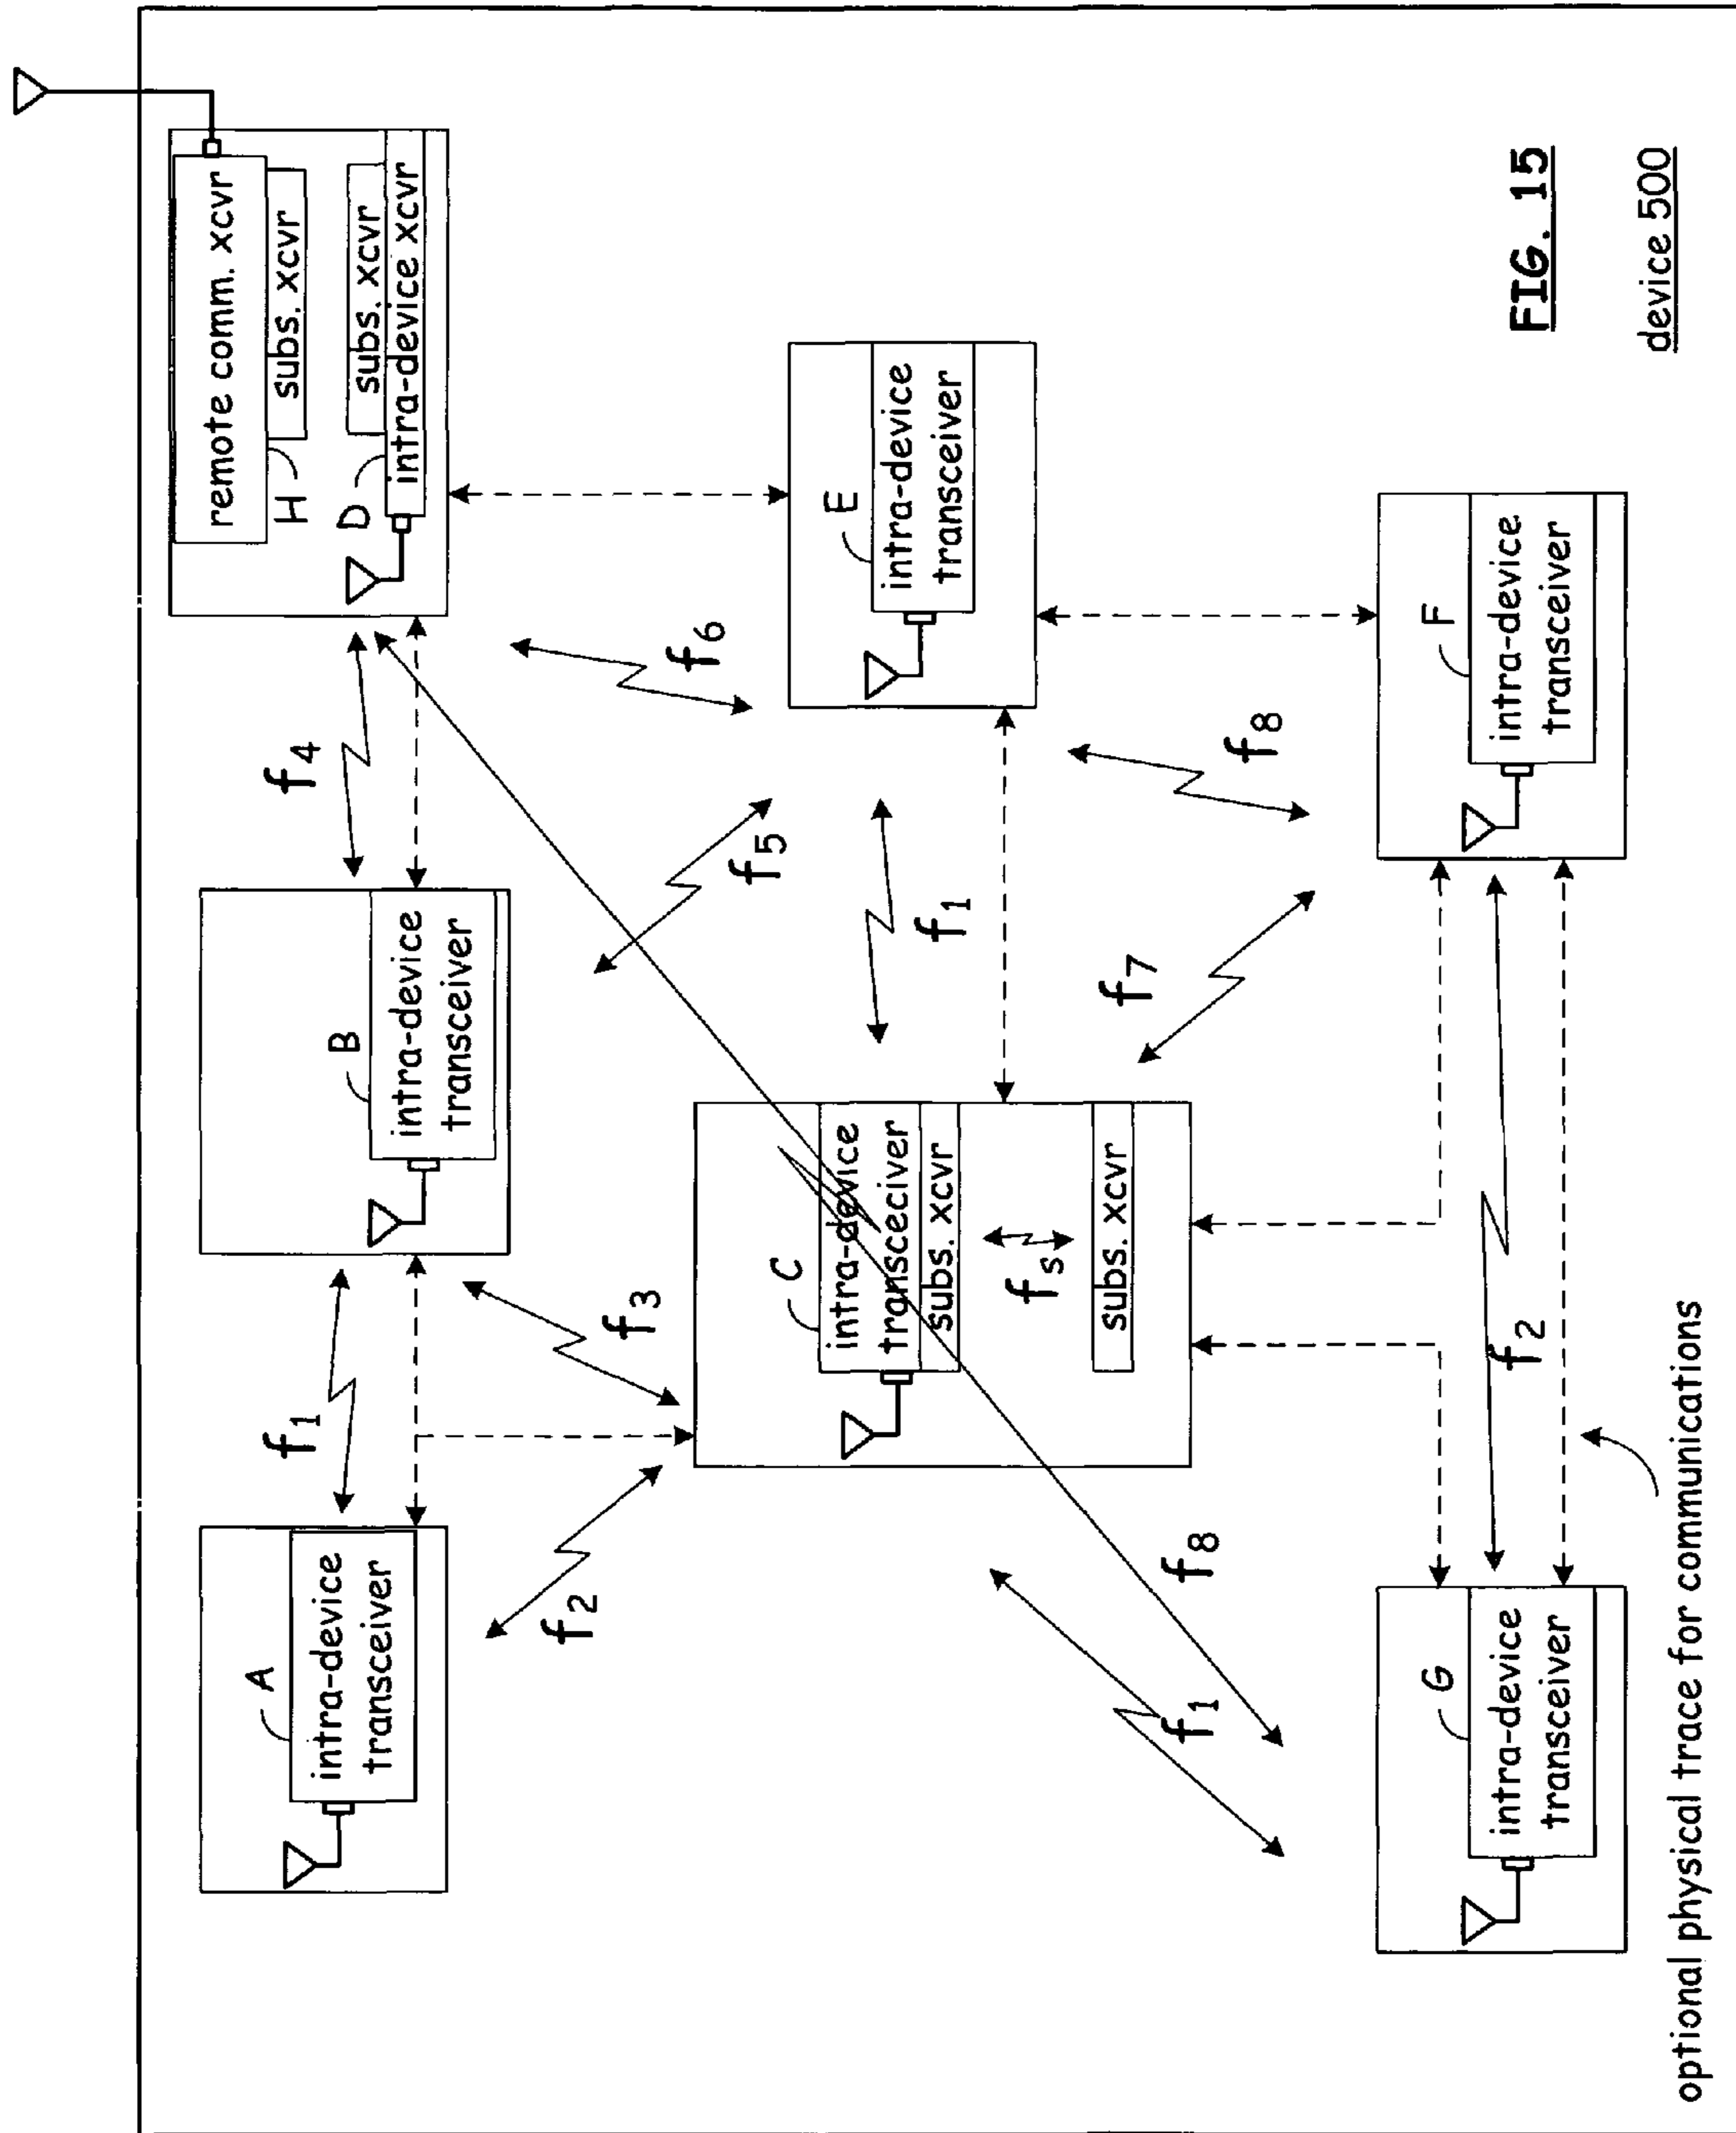 remote comm. xcvr
subs. xcvr
H
D
subs. xcvr
intra-device xcvr
A
intra-device
transceiver
f1
B
intra-device
transceiver
f4
f2
f3
f5
f6
C
intra-device
transceciver
subs. xcvr
fs
subs. xcvr
f1
E
intra-device
transceiver
f1
f8
f7
f8
G
intra-device
transceiver
f2
F
intra-device
transceiver
optional physical trace for communications
FIG. 15
device 500